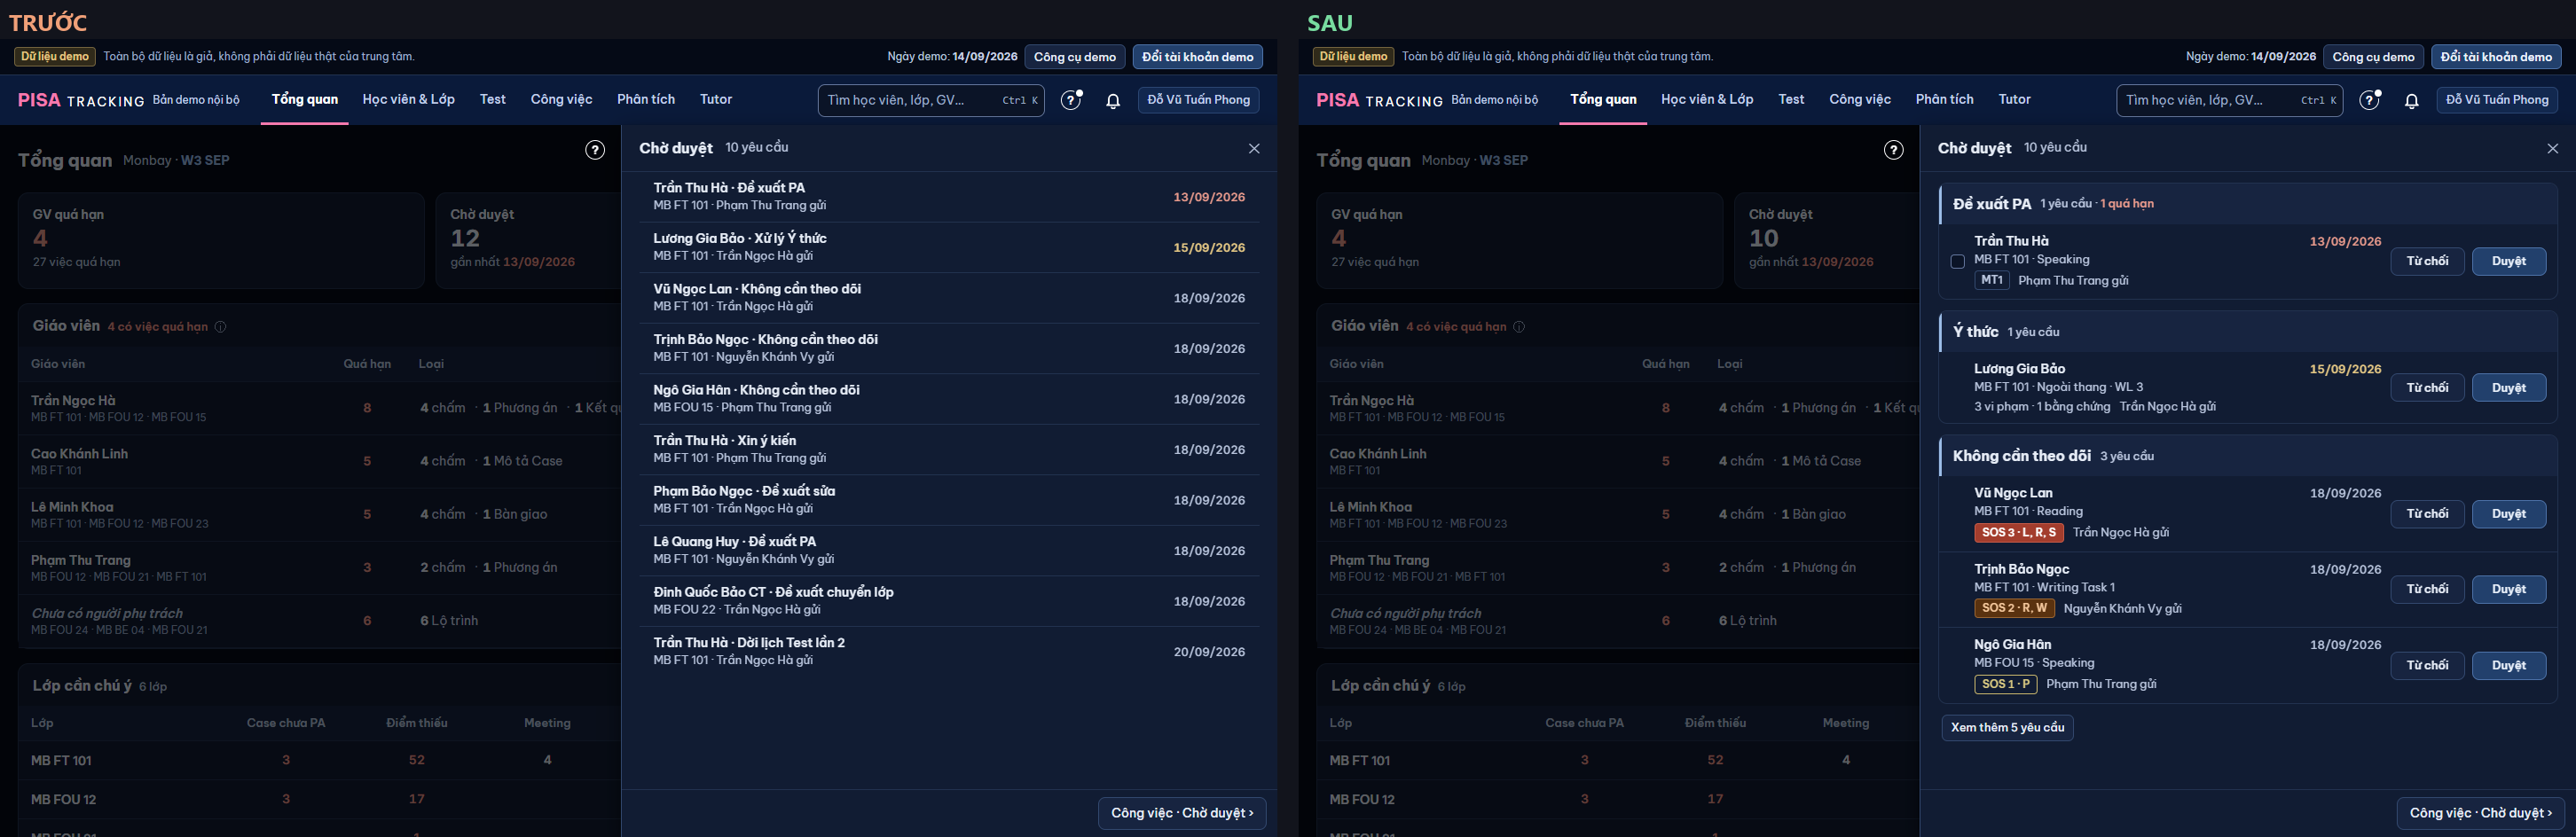 TRƯỚC
Dữ liệu demo Toàn bộ dữ liệu là giả, không phải dữ liệu thật của trung tâm. Ngày demo: 14/09/2026 Công cụ demo Đổi tài khoản demo
PISA TRACKING Bản demo nội bộ Tổng quan Học viên & Lớp Test Công việc Phân tích Tutor Tìm học viên, lớp, GV... Ctrl K ? Đỗ Vũ Tuấn Phong
Tổng quan Monbay · W3 SEP ?
GV quá hạn
4
27 việc quá hạn
Chờ duyệt
12
gần nhất 13/09/2026
Giáo viên 4 có việc quá hạn
Giáo viên Quá hạn Loại
Trần Ngọc Hà
MB FT 101 · MB FOU 12 · MB FOU 15
8 4 chấm · 1 Phương án · 1 Kết qu
Cao Khánh Linh
MB FT 101
5 4 chấm · 1 Mô tả Case
Lê Minh Khoa
MB FT 101 · MB FOU 12 · MB FOU 23
5 4 chấm · 1 Bàn giao
Phạm Thu Trang
MB FOU 12 · MB FOU 21 · MB FT 101
3 2 chấm · 1 Phương án
Chưa có người phụ trách
MB FOU 24 · MB BE 04 · MB FOU 21
6 6 Lộ trình
Lớp cần chú ý 6 lớp
Lớp Case chưa PA Điểm thiếu Meeting
MB FT 101 3 52 4
MB FOU 12 3 17
Chờ duyệt 10 yêu cầu
Trần Thu Hà · Đề xuất PA
MB FT 101 · Phạm Thu Trang gửi
13/09/2026
Lương Gia Bảo · Xử lý Ý thức
MB FT 101 · Trần Ngọc Hà gửi
15/09/2026
Vũ Ngọc Lan · Không cần theo dõi
MB FT 101 · Trần Ngọc Hà gửi
18/09/2026
Trịnh Bảo Ngọc · Không cần theo dõi
MB FT 101 · Nguyễn Khánh Vy gửi
18/09/2026
Ngô Gia Hân · Không cần theo dõi
MB FOU 15 · Phạm Thu Trang gửi
18/09/2026
Trần Thu Hà · Xin ý kiến
MB FT 101 · Phạm Thu Trang gửi
18/09/2026
Phạm Bảo Ngọc · Đề xuất sửa
MB FT 101 · Trần Ngọc Hà gửi
18/09/2026
Lê Quang Huy · Đề xuất PA
MB FT 101 · Nguyễn Khánh Vy gửi
18/09/2026
Đinh Quốc Bảo CT · Đề xuất chuyển lớp
MB FOU 22 · Trần Ngọc Hà gửi
18/09/2026
Trần Thu Hà · Dời lịch Test lần 2
MB FT 101 · Trần Ngọc Hà gửi
20/09/2026
Công việc · Chờ duyệt ›
SAU
Dữ liệu demo Toàn bộ dữ liệu là giả, không phải dữ liệu thật của trung tâm. Ngày demo: 14/09/2026 Công cụ demo Đổi tài khoản demo
PISA TRACKING Bản demo nội bộ Tổng quan Học viên & Lớp Test Công việc Phân tích Tutor Tìm học viên, lớp, GV... Ctrl K ? Đỗ Vũ Tuấn Phong
Tổng quan Monbay · W3 SEP ?
GV quá hạn
4
27 việc quá hạn
Chờ duyệt
10
gần nhất 13/09/2026
Giáo viên 4 có việc quá hạn
Giáo viên Quá hạn Loại
Trần Ngọc Hà
MB FT 101 · MB FOU 12 · MB FOU 15
8 4 chấm · 1 Phương án · 1 Kết qu
Cao Khánh Linh
MB FT 101
5 4 chấm · 1 Mô tả Case
Lê Minh Khoa
MB FT 101 · MB FOU 12 · MB FOU 23
5 4 chấm · 1 Bàn giao
Phạm Thu Trang
MB FOU 12 · MB FOU 21 · MB FT 101
3 2 chấm · 1 Phương án
Chưa có người phụ trách
MB FOU 24 · MB BE 04 · MB FOU 21
6 6 Lộ trình
Lớp cần chú ý 6 lớp
Lớp Case chưa PA Điểm thiếu Meeting
MB FT 101 3 52 4
MB FOU 12 3 17
Chờ duyệt 10 yêu cầu
Đề xuất PA 1 yêu cầu · 1 quá hạn
Trần Thu Hà 13/09/2026
MB FT 101 · Speaking
MT1 Phạm Thu Trang gửi
Từ chối Duyệt
Ý thức 1 yêu cầu
Lương Gia Bảo 15/09/2026
MB FT 101 · Ngoài thang · WL 3
3 vi phạm · 1 bằng chứng Trần Ngọc Hà gửi
Từ chối Duyệt
Không cần theo dõi 3 yêu cầu
Vũ Ngọc Lan 18/09/2026
MB FT 101 · Reading
SOS 3 · L, R, S Trần Ngọc Hà gửi
Từ chối Duyệt
Trịnh Bảo Ngọc 18/09/2026
MB FT 101 · Writing Task 1
SOS 2 · R, W Nguyễn Khánh Vy gửi
Từ chối Duyệt
Ngô Gia Hân 18/09/2026
MB FOU 15 · Speaking
SOS 1 · P Phạm Thu Trang gửi
Từ chối Duyệt
Xem thêm 5 yêu cầu
Công việc · Chờ duyệt ›